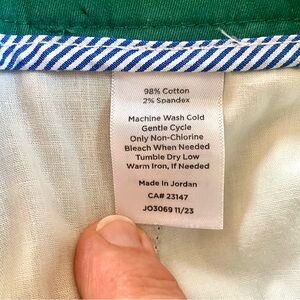 98% Cotton
2% Spandex
Machine Wash Cold
Gentle Cycle
Only Non-Chlorine
Bleach When Needed
Tumble Dry Low
Warm Iron, If Needed
Made in Jordan
CA# 23147
JO3069 11/23